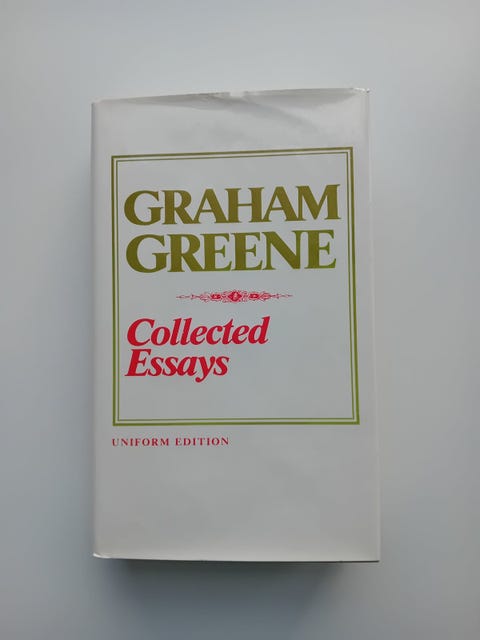 GRAHAM
GREENE
Collected
Essays
UNIFORM EDITION